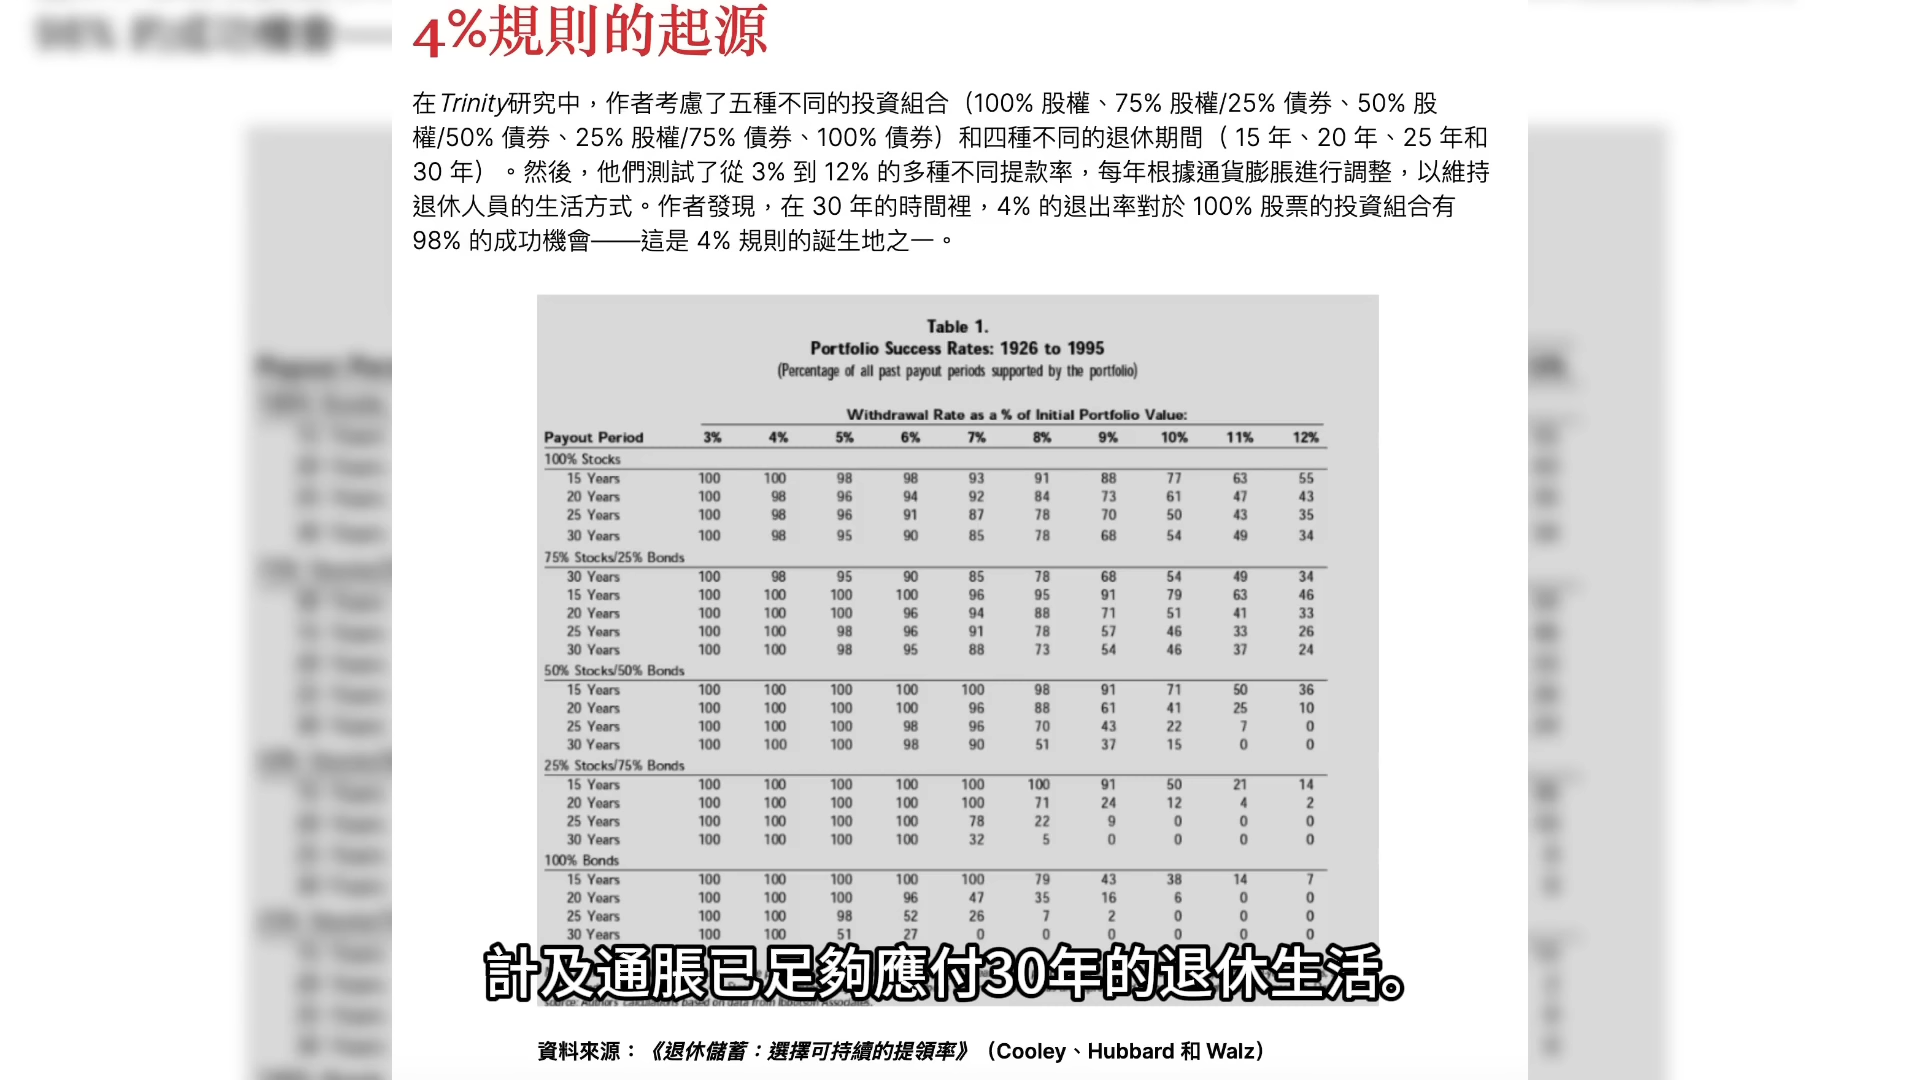 4%規則的起源
在Trinity研究中，作者考慮了五種不同的投資組合（100% 股權、75% 股權/25% 債券、50% 股
權/50% 債券、25% 股權/75% 債券、100% 債券）和四種不同的退休期間（ 15 年、20 年、25 年和
30 年）。然後，他們測試了從 3% 到 12% 的多種不同提款率，每年根據通貨膨脹進行調整，以維持
退休人員的生活方式。作者發現，在 30 年的時間裡，4% 的退出率對於 100% 股票的投資組合有
98% 的成功機會——這是 4% 規則的誕生地之一。
Table 1.
Portfolio Success Rates: 1926 to 1995
(Percentage of all past payout periods supported by the portfolio)
Withdrawal Rate as a % of Initial Portfolio Value:
Payout Period 3% 4% 5% 6% 7% 8% 9% 10% 11% 12%
100% Stocks
15 Years 100 100 98 98 93 91 88 77 63 55
20 Years 100 98 96 94 92 84 73 61 47 43
25 Years 100 98 96 91 87 78 70 50 43 35
30 Years 100 98 95 90 85 78 68 54 49 34
75% Stocks/25% Bonds
30 Years 100 98 95 90 85 78 68 54 49 34
15 Years 100 100 100 100 96 95 91 79 63 46
20 Years 100 100 100 96 94 88 71 51 41 33
25 Years 100 100 98 96 91 78 57 46 33 26
30 Years 100 100 98 95 88 73 54 46 37 24
50% Stocks/50% Bonds
15 Years 100 100 100 100 100 98 91 71 50 36
20 Years 100 100 100 100 96 88 61 41 25 10
25 Years 100 100 100 98 96 70 43 22 7 0
30 Years 100 100 100 98 90 51 37 15 0 0
25% Stocks/75% Bonds
15 Years 100 100 100 100 100 100 91 50 21 14
20 Years 100 100 100 100 100 71 24 12 4 2
25 Years 100 100 100 100 78 22 9 0 0 0
30 Years 100 100 100 100 32 5 0 0 0 0
100% Bonds
15 Years 100 100 100 100 100 79 43 38 14 7
20 Years 100 100 100 96 47 35 16 6 0 0
25 Years 100 100 98 52 26 7 2 0 0 0
30 Years 100 100 51 27 0 0 0 0 0 0
計及通脹已足夠應付30年的退休生活。
資料來源：《退休儲蓄：選擇可持續的提領率》（Cooley、Hubbard 和 Walz）